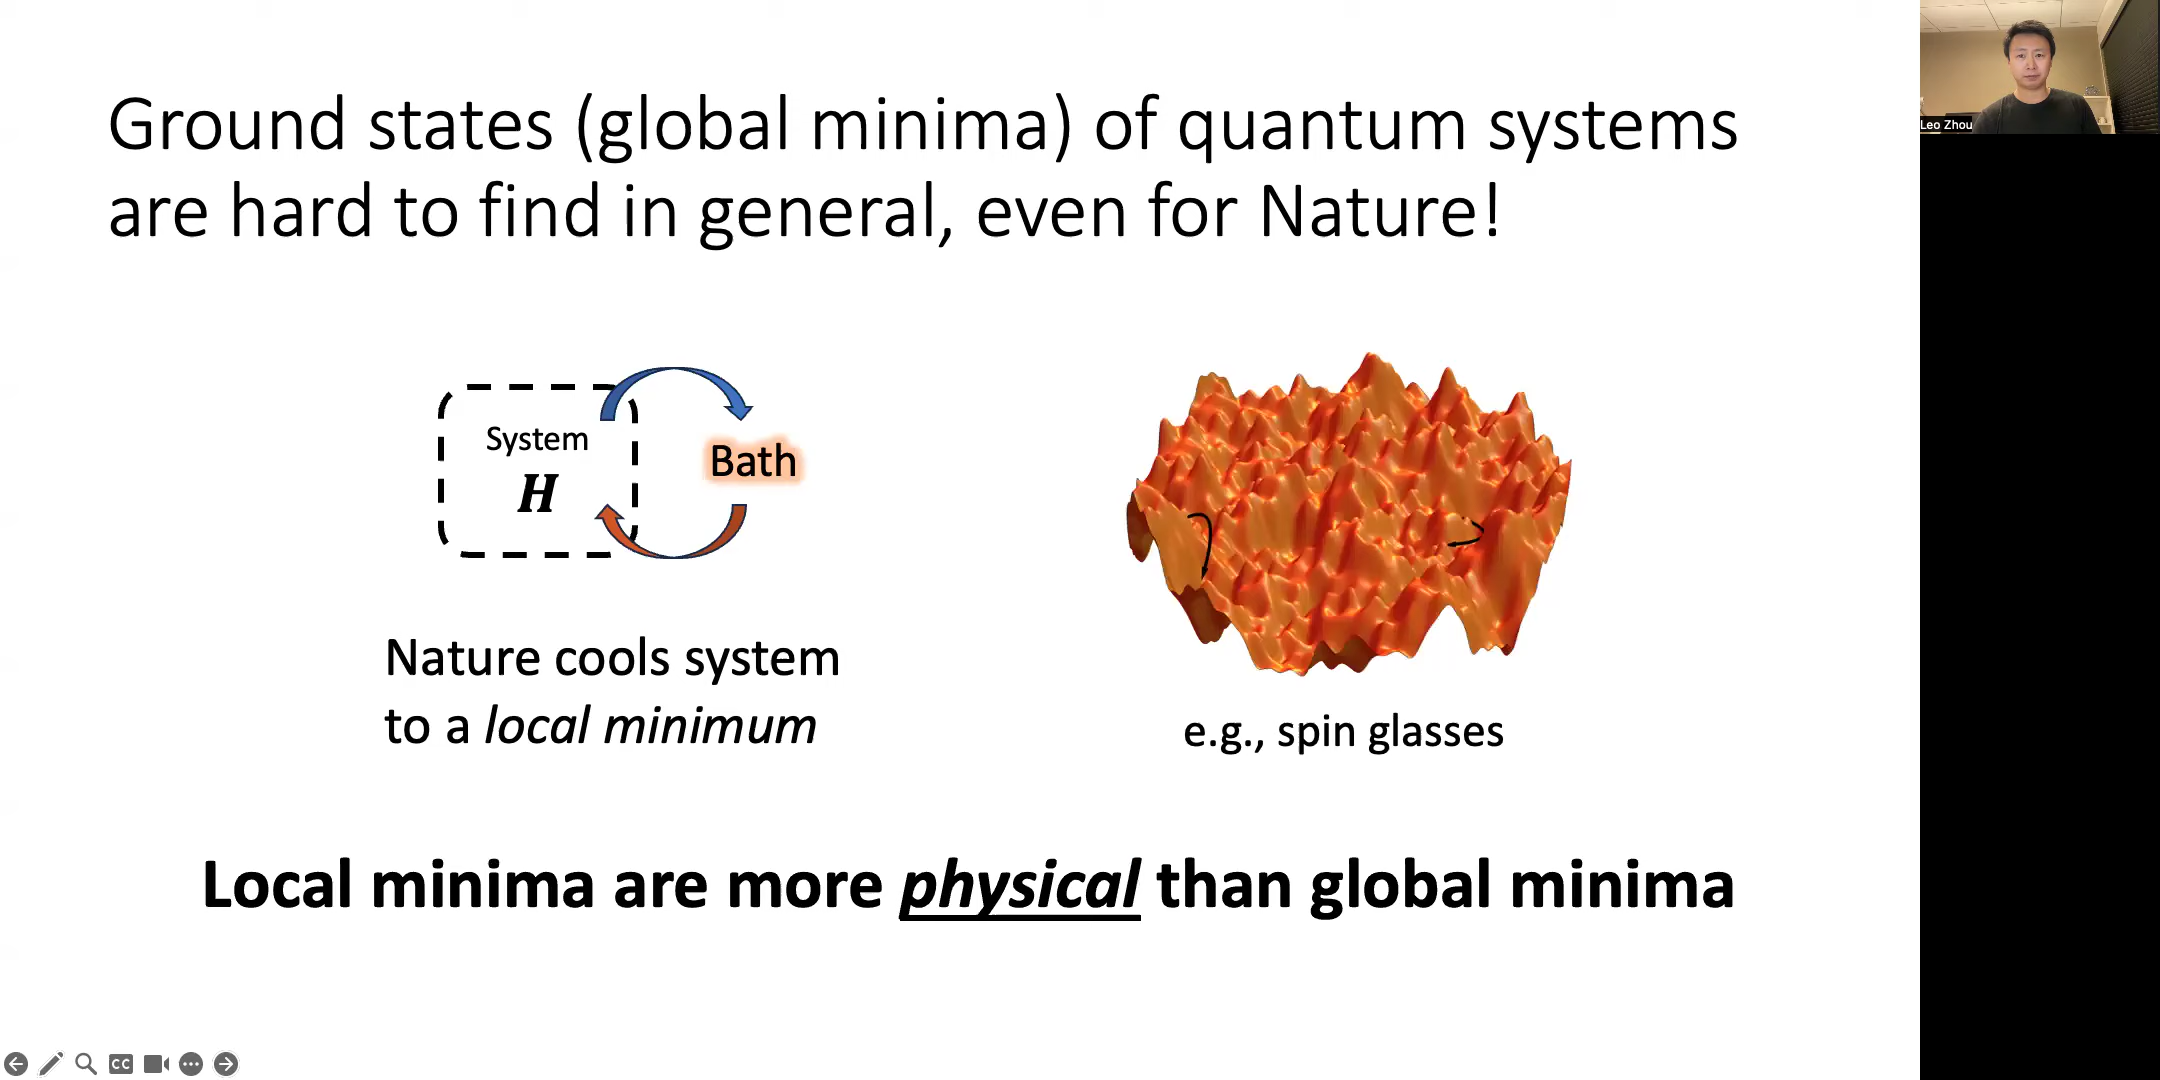 Ground states (global minima) of quantum systems
are hard to find in general, even for Nature!
System
H
Bath
Nature cools system
to a local minimum
e.g., spin glasses
Local minima are more physical than global minima
Leo Zhou
CC